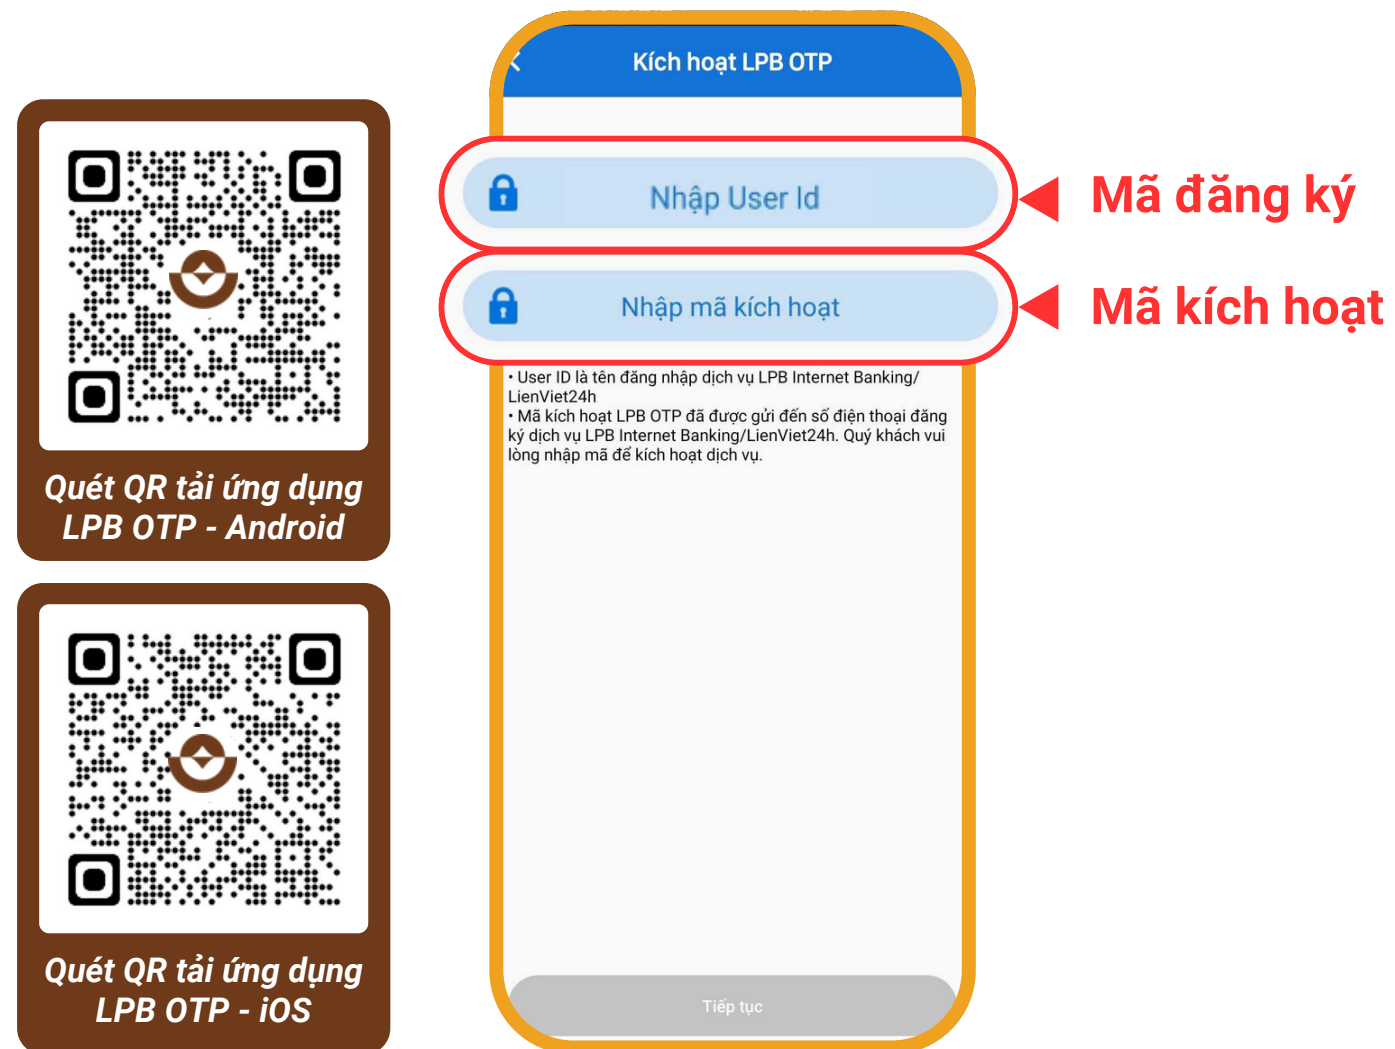 Quét QR tải ứng dụng
LPB OTP - Android
Quét QR tải ứng dụng
LPB OTP - iOS
Kích hoạt LPB OTP
Nhập User Id
Mã đăng ký
Nhập mã kích hoạt
Mã kích hoạt
• User ID là tên đăng nhập dịch vụ LPB Internet Banking/
LienViet24h
• Mã kích hoạt LPB OTP đã được gửi đến số điện thoại đăng
ký dịch vụ LPB Internet Banking/LienViet24h. Quý khách vui
lòng nhập mã để kích hoạt dịch vụ.
Tiếp tục